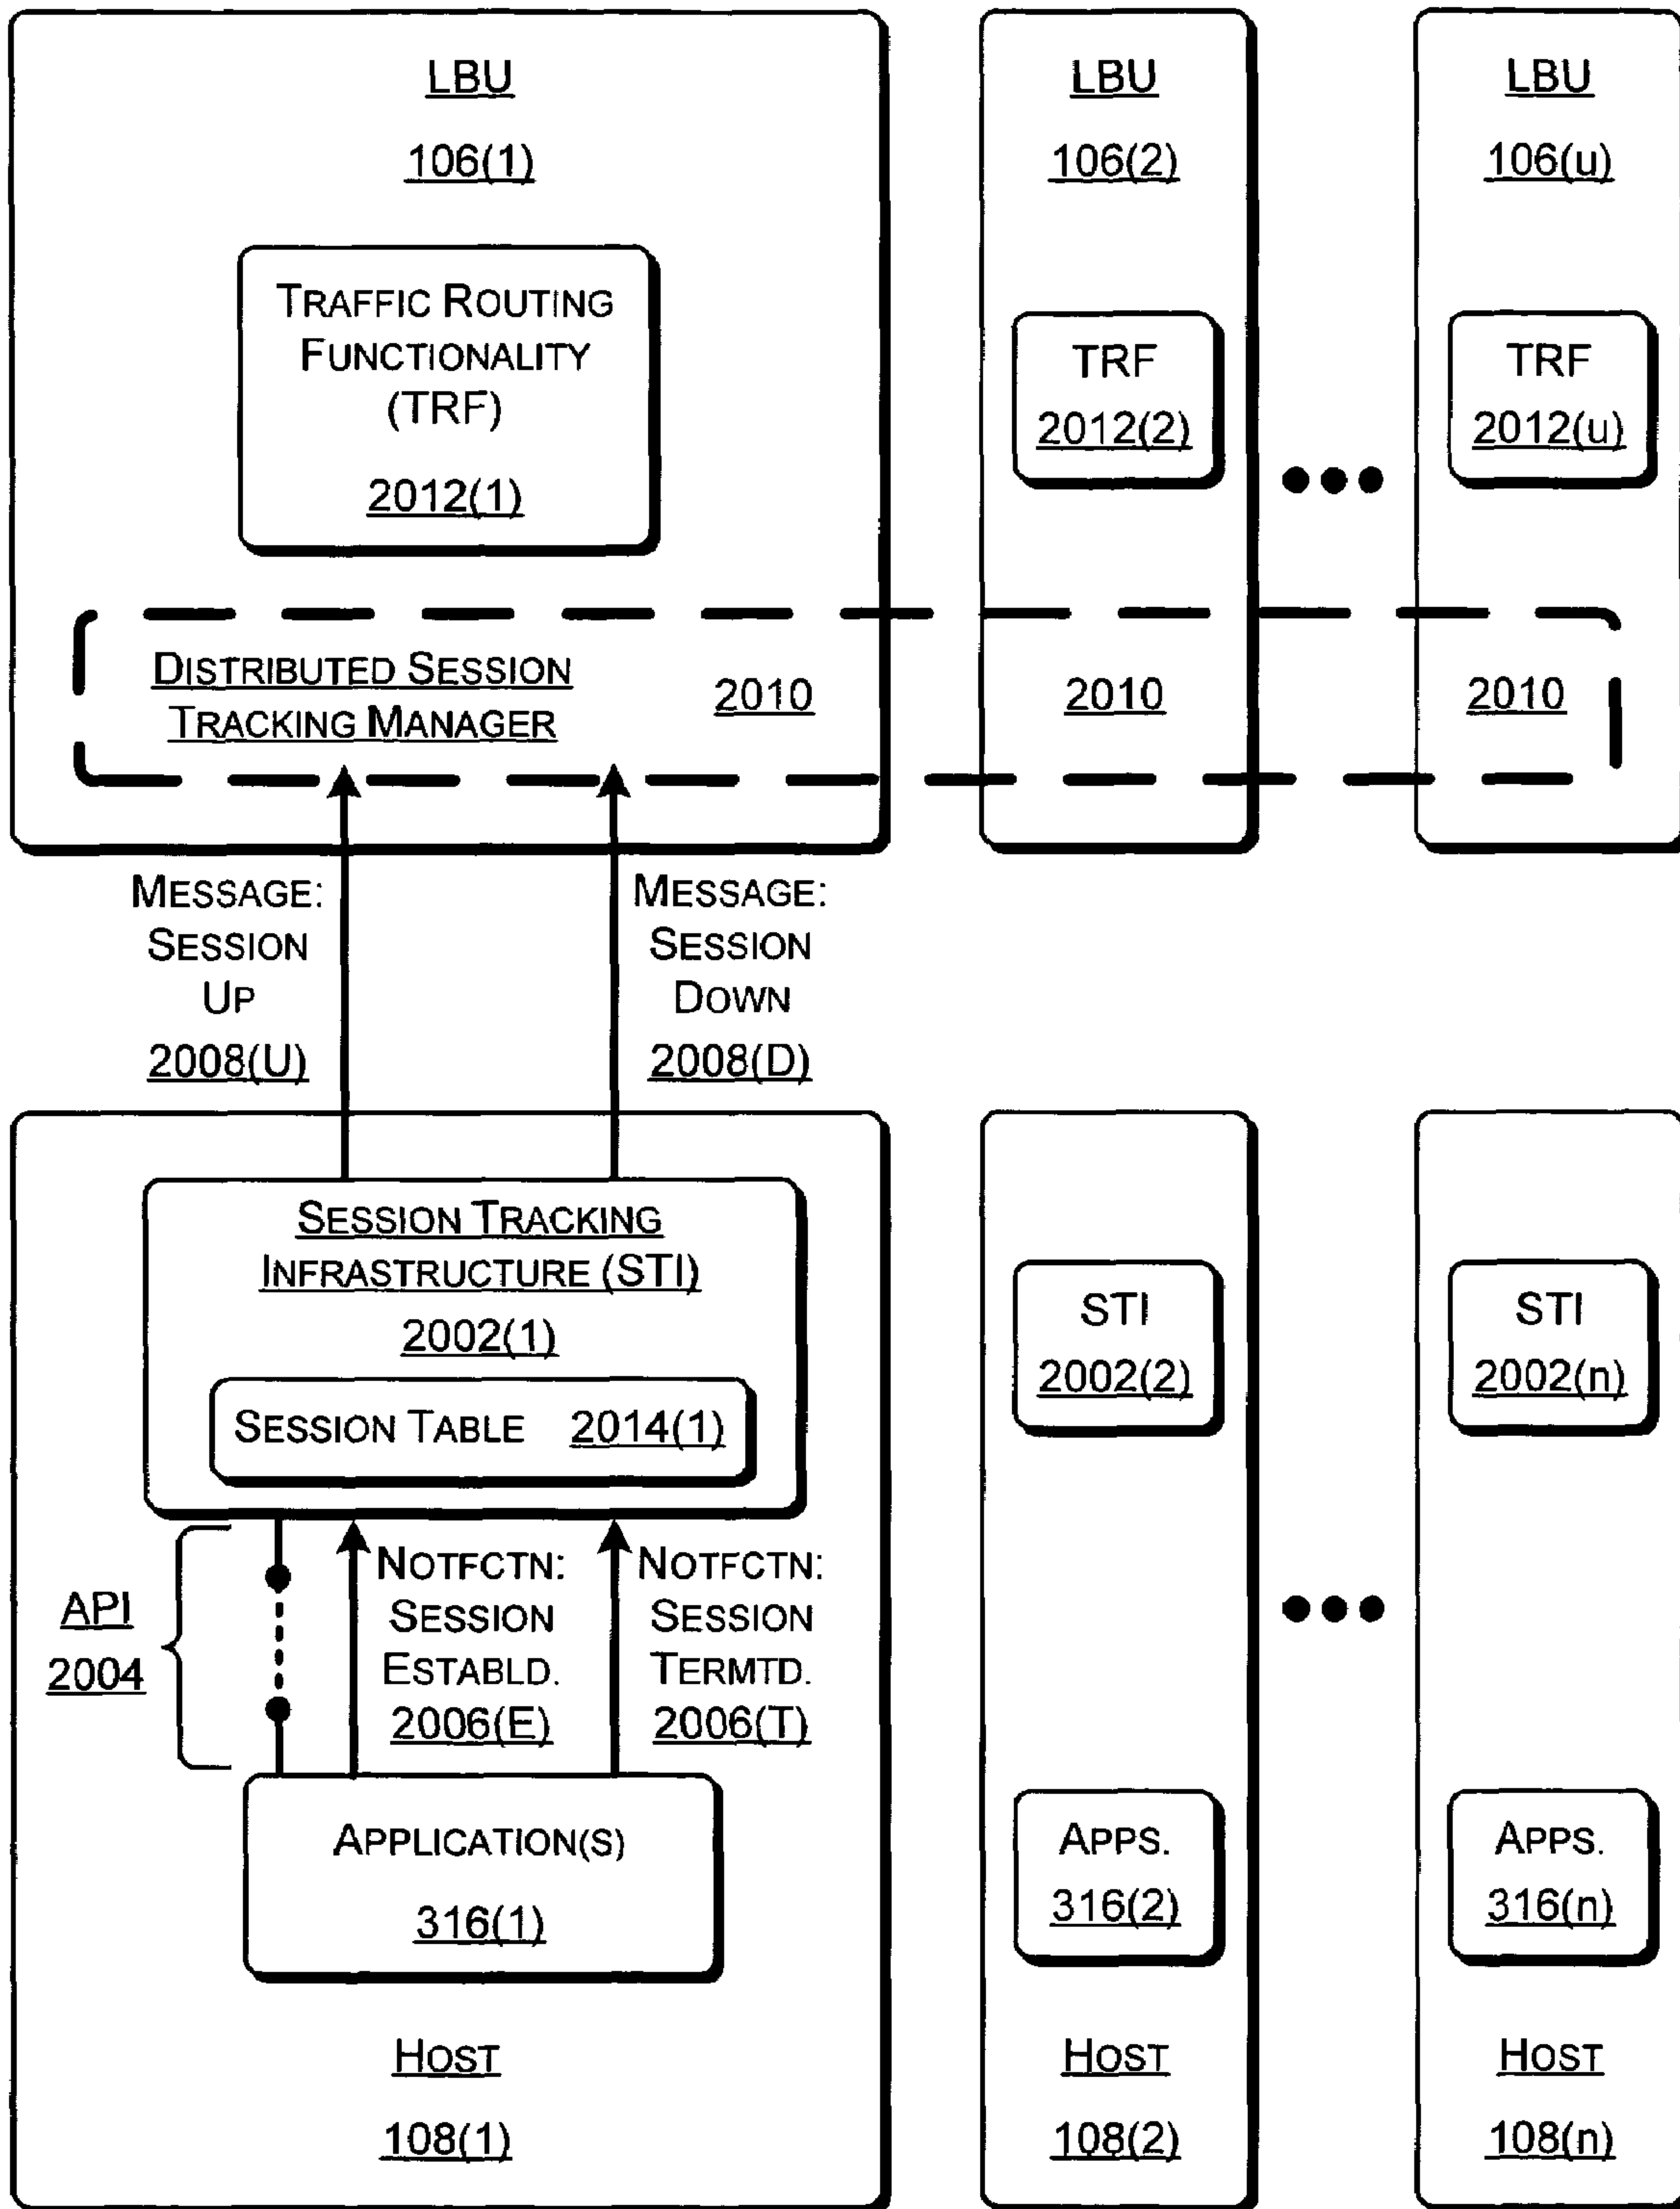 LBU
106(1)
TRAFFIC ROUTING
FUNCTIONALITY
(TRF)
2012(1)
LBU
106(2)
TRF
2012(2)
LBU
106(u)
TRF
2012(u)
DISTRIBUTED SESSION
TRACKING MANAGER
2010
2010
2010
MESSAGE:
SESSION
UP
2008(U)
MESSAGE:
SESSION
DOWN
2008(D)
SESSION TRACKING
INFRASTRUCTURE (STI)
2002(1)
SESSION TABLE 2014(1)
API
2004
NOTFCTN:
SESSION
ESTABLD.
2006(E)
NOTFCTN:
SESSION
TERMTD.
2006(T)
APPLICATION(S)
316(1)
HOST
108(1)
STI
2002(2)
APPS.
316(2)
HOST
108(2)
STI
2002(n)
APPS.
316(n)
HOST
108(n)